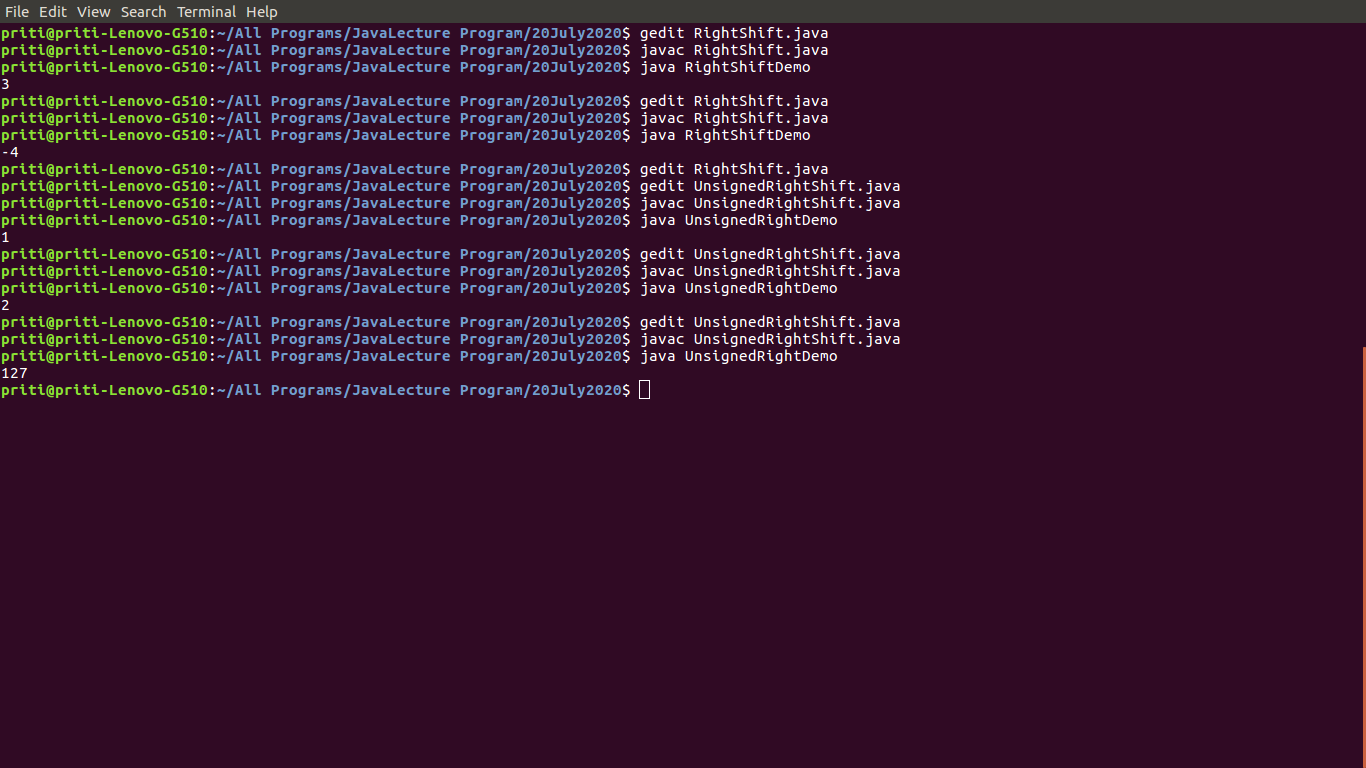 File Edit View Search Terminal Help
priti@priti-Lenovo-G510:~/All Programs/JavaLecture Program/20July2020$ gedit RightShift.java
priti@priti-Lenovo-G510:~/All Programs/JavaLecture Program/20July2020$ javac RightShift.java
priti@priti-Lenovo-G510:~/All Programs/JavaLecture Program/20July2020$ java RightShiftDemo
3
priti@priti-Lenovo-G510:~/All Programs/JavaLecture Program/20July2020$ gedit RightShift.java
priti@priti-Lenovo-G510:~/All Programs/JavaLecture Program/20July2020$ javac RightShift.java
priti@priti-Lenovo-G510:~/All Programs/JavaLecture Program/20July2020$ java RightShiftDemo
-4
priti@priti-Lenovo-G510:~/All Programs/JavaLecture Program/20July2020$ gedit RightShift.java
priti@priti-Lenovo-G510:~/All Programs/JavaLecture Program/20July2020$ gedit UnsignedRightShift.java
priti@priti-Lenovo-G510:~/All Programs/JavaLecture Program/20July2020$ javac UnsignedRightShift.java
priti@priti-Lenovo-G510:~/All Programs/JavaLecture Program/20July2020$ java UnsignedRightDemo
1
priti@priti-Lenovo-G510:~/All Programs/JavaLecture Program/20July2020$ gedit UnsignedRightShift.java
priti@priti-Lenovo-G510:~/All Programs/JavaLecture Program/20July2020$ javac UnsignedRightShift.java
priti@priti-Lenovo-G510:~/All Programs/JavaLecture Program/20July2020$ java UnsignedRightDemo
2
priti@priti-Lenovo-G510:~/All Programs/JavaLecture Program/20July2020$ gedit UnsignedRightShift.java
priti@priti-Lenovo-G510:~/All Programs/JavaLecture Program/20July2020$ javac UnsignedRightShift.java
priti@priti-Lenovo-G510:~/All Programs/JavaLecture Program/20July2020$ java UnsignedRightDemo
127
priti@priti-Lenovo-G510:~/All Programs/JavaLecture Program/20July2020$